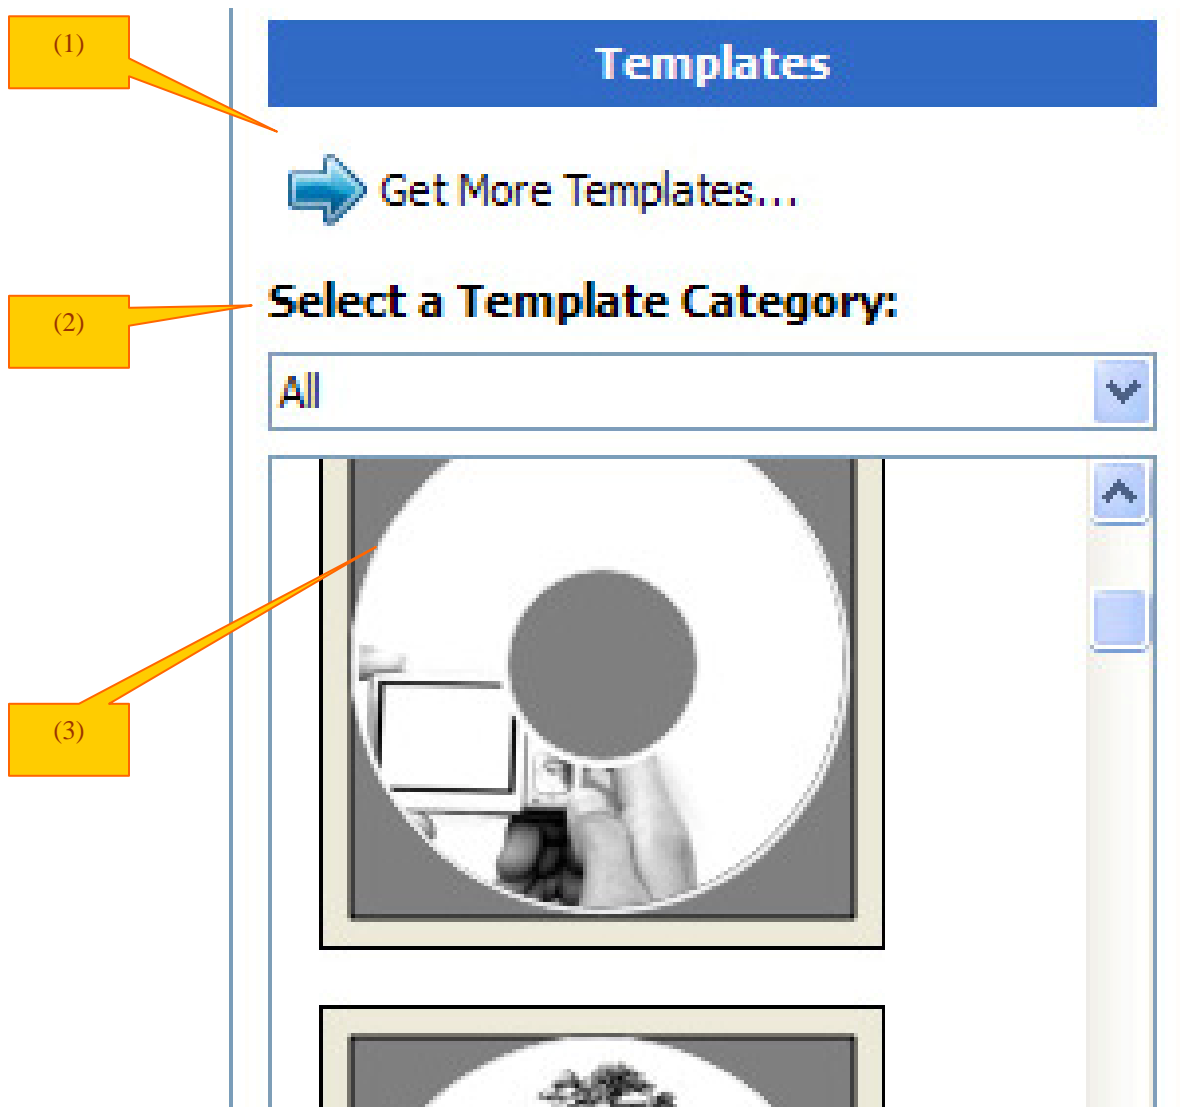 (1)
Templates
Get More Templates...
(2)
Select a Template Category:
All
(3)